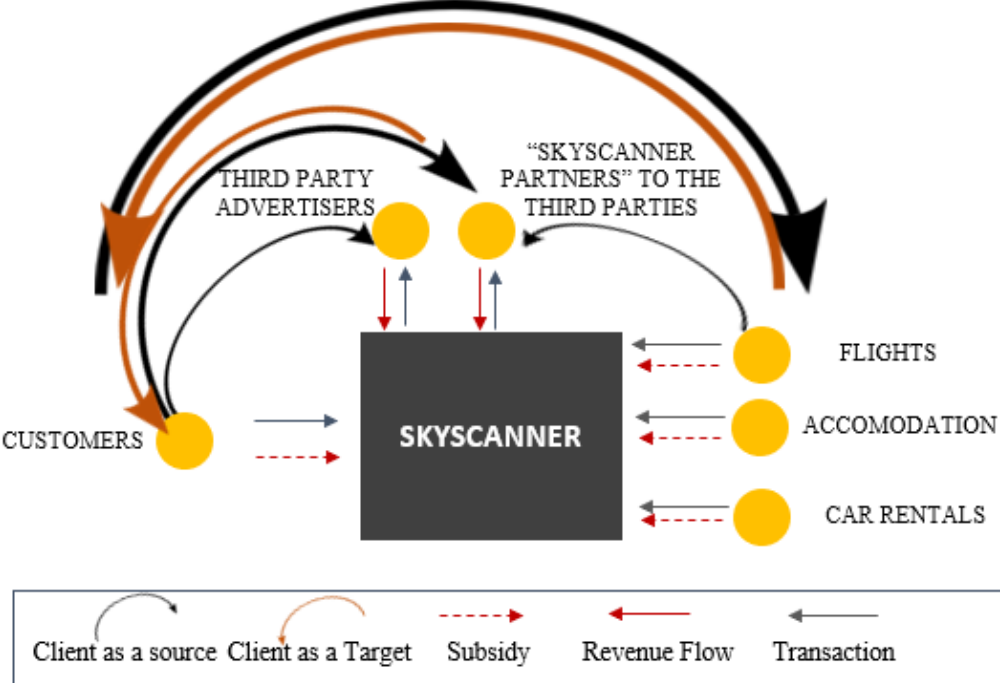 THIRD PARTY
ADVERTISERS
“SKYSCANNER
PARTNERS” TO THE
THIRD PARTIES
FLIGHTS
CUSTOMERS
SKYSCANNER
ACCOMODATION
CAR RENTALS
Client as a source
Client as a Target
Subsidy
Revenue Flow
Transaction